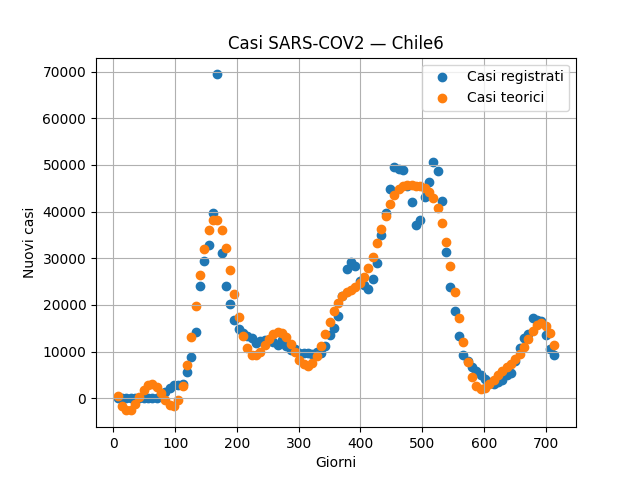 Casi SARS-COV2 — Chile6
Casi registrati
Casi teorici
Nuovi casi
70000
60000
50000
40000
30000
20000
10000
0
0 100 200 300 400 500 600 700
Giorni